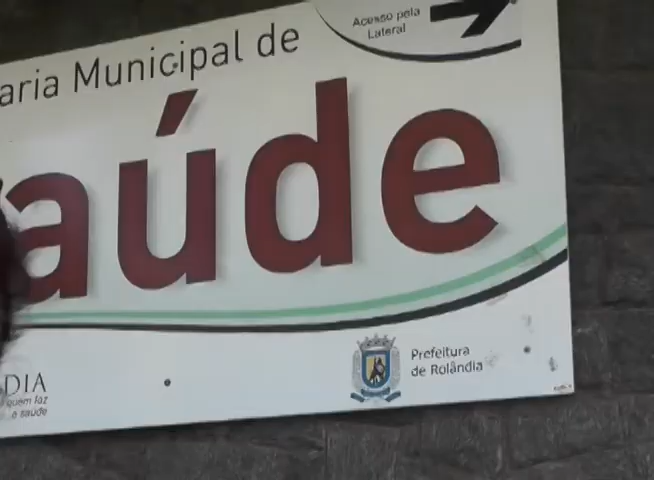 aria Municipal de
Acesso pela
Lateral
aúde
DIA
quem faz
a saúde
Prefeitura
de Rolândia